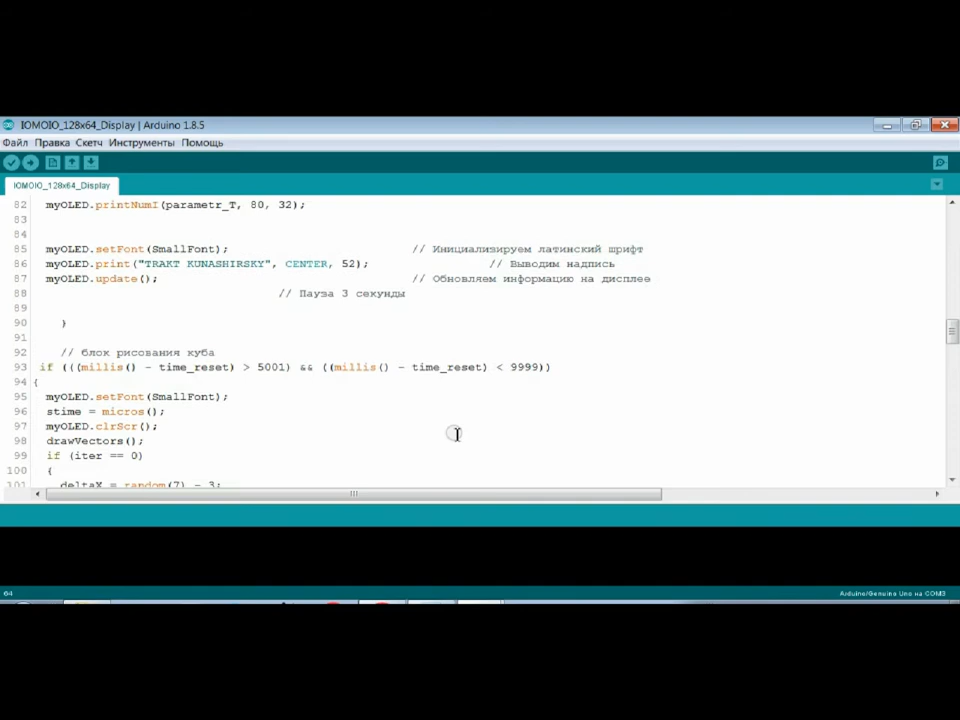 IOMOIO_128x64_Display | Arduino 1.8.5
Файл Правка Скетч Инструменты Помощь
IOMOIO_128x64_Display
82 myOLED.printNumI(parametr_T, 80, 32);
83
84
85 myOLED.setFont(SmallFont); // Инициализируем латинский шрифт
86 myOLED.print("TRAKT KUNASHIRSKY", CENTER, 52); // Выводим надпись
87 myOLED.update(); // Обновляем информацию на дисплее
88 // Пауза 3 секунды
89
90 }
91
92 // блок рисования куба
93 if (((millis() - time_reset) > 5001) && ((millis() - time_reset) < 9999))
94 {
95 myOLED.setFont(SmallFont);
96 stime = micros();
97 myOLED.clrScr();
98 drawVectors();
99 if (iter == 0)
100 {
101 deltaX = random(7) - 3;
64 Arduino/Genuino Uno на COM3